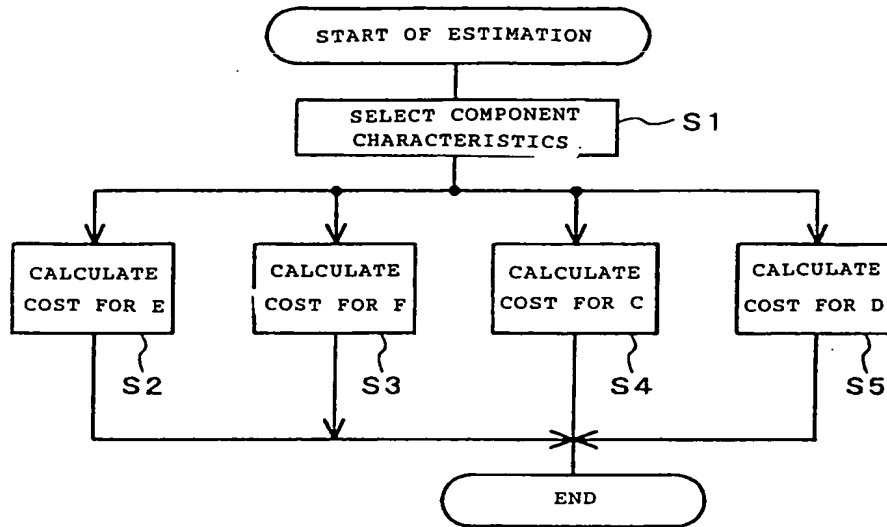 START OF ESTIMATION
SELECT COMPONENT
CHARACTERISTICS
S1
CALCULATE
COST FOR E
CALCULATE
COST FOR F
CALCULATE
COST FOR C
CALCULATE
COST FOR D
S2
S3
S4
S5
END